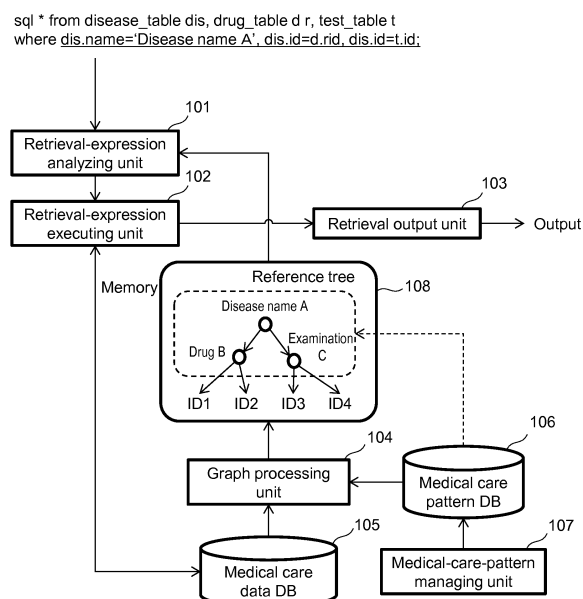 sql * from disease_table dis, drug_table d r, test_table t
where dis.name='Disease name A', dis.id=d.rid, dis.id=t.id;
101
Retrieval-expression
analyzing unit
102
Retrieval-expression
executing unit
103
Retrieval output unit
Output
Memory
Reference tree
108
Disease name A
Drug B
Examination
C
ID1 ID2 ID3 ID4
104
Graph processing
unit
106
Medical care
pattern DB
105
Medical care
data DB
107
Medical-care-pattern
managing unit